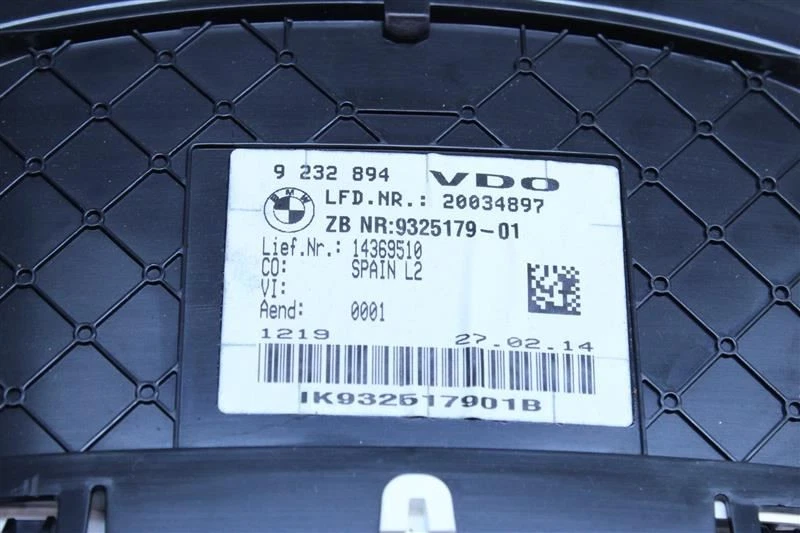 9 232 894 VDO
BMW LFD.NR.: 20034897
ZB NR:9325179-01
Lief.Nr.: 14369510
CO: SPAIN L2
VI:
Aend: 0001
1219 27.02.14
IK932517901B